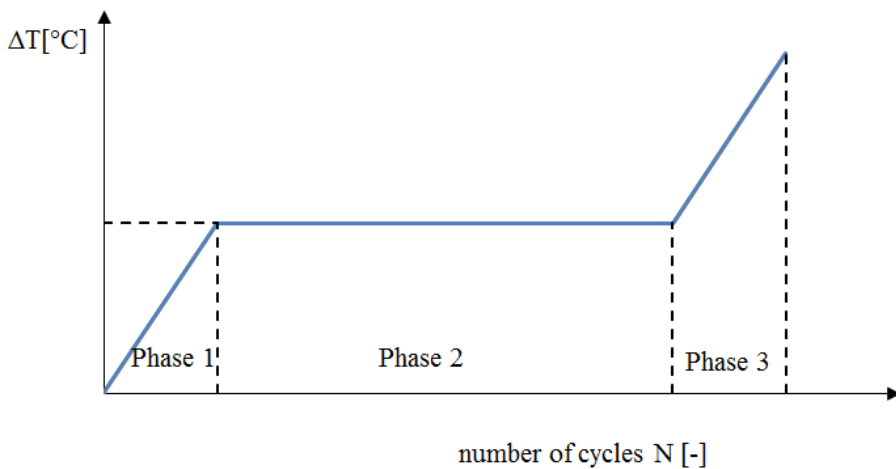 ΔT[°C]
Phase 1
Phase 2
Phase 3
number of cycles N [-]